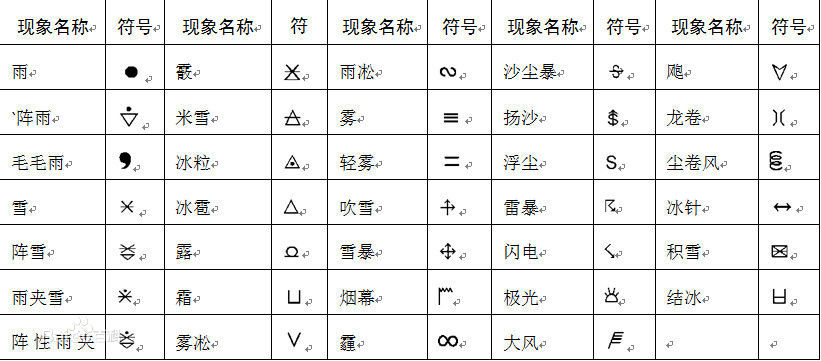 现象名称 符号 现象名称 符 现象名称 符号 现象名称 符号 现象名称 符号
雨 ● 霰 雨凇 ∾ 沙尘暴 飑
`阵雨 米雪 雾 ≡ 扬沙 龙卷 )(
毛毛雨 , 冰粒 轻雾 = 浮尘 S 尘卷风
雪 冰雹 △ 吹雪 雷暴 冰针 ↔
阵雪 露 雪暴 闪电 积雪
雨夹雪 霜 烟幕 极光 结冰
阵性雨夹 雾凇 V 霾 ∞ 大风
Bai百科